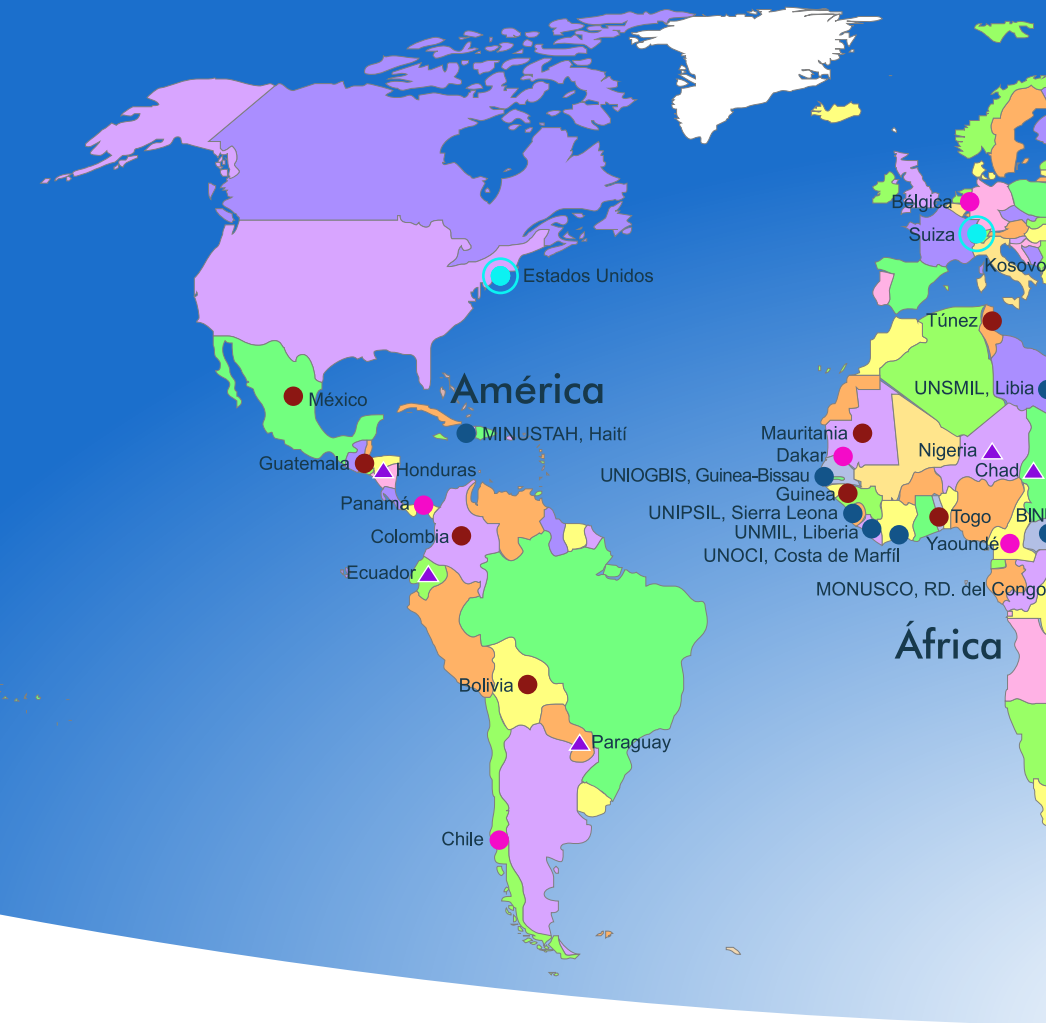 Bélgica
Suiza
Kosovo
Estados Unidos
Túnez
América
UNSMIL, Libia
México
MINUSTAH, Haití
Mauritania
Guatemala
Honduras
Dakar
Nigeria
Chad
UNIOGBIS, Guinea-Bissau
Guinea
Panamá
UNIPSIL, Sierra Leona
Togo
BIN
Colombia
UNMIL, Liberia
Yaoundé
UNOCI, Costa de Marfíl
Ecuador
MONUSCO, RD. del Congo
África
Bolivia
Paraguay
Chile